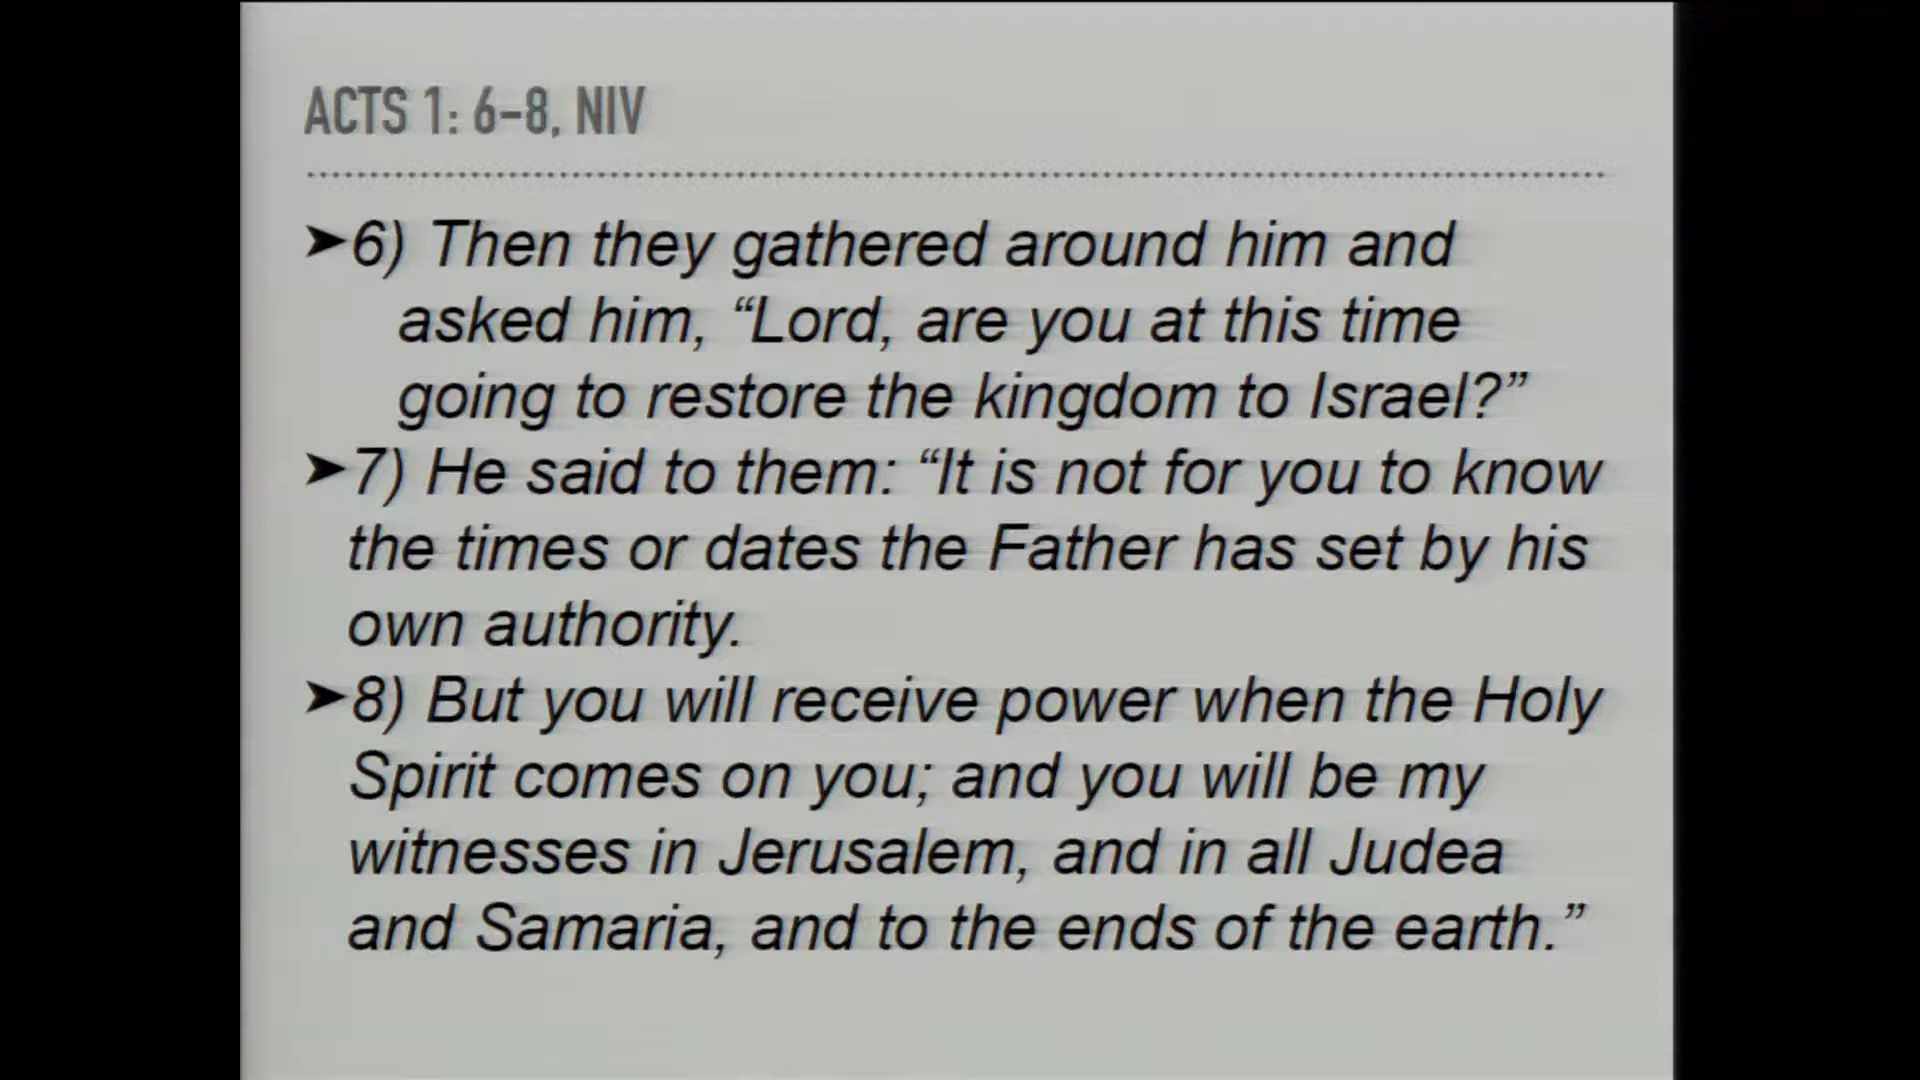 ACTS 1: 6-8, NIV
➤6) Then they gathered around him and
asked him, “Lord, are you at this time
going to restore the kingdom to Israel?”
➤7) He said to them: “It is not for you to know
the times or dates the Father has set by his
own authority.
➤8) But you will receive power when the Holy
Spirit comes on you; and you will be my
witnesses in Jerusalem, and in all Judea
and Samaria, and to the ends of the earth.”